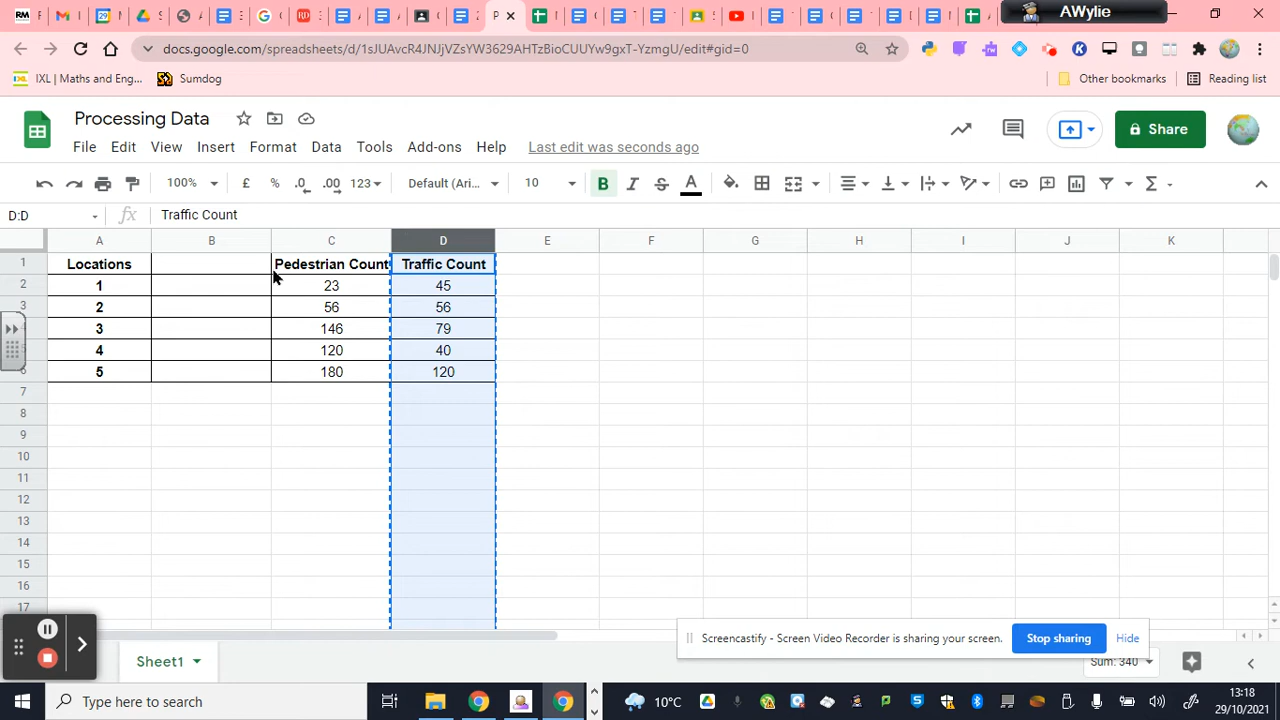 P
AWylie
docs.google.com/spreadsheets/d/1sJUAvcR4JNJjVZsYW3629AHTzBioCUUYw9gxT-YzmgU/edit#gid=0
IXL | Maths and Eng...
Sumdog
Other bookmarks
Reading list
Processing Data
Share
File Edit View Insert Format Data Tools Add-ons Help Last edit was seconds ago
100% £ % .0 .00 123 Default (Ari... 10 B I S A Σ
D:D fx Traffic Count
A B C D E F G H I J K
1 Locations Pedestrian Count Traffic Count
2 1 23 45
3 2 56 56
3 146 79
4 120 40
6 5 180 120
7
8
9
10
11
12
13
14
15
16
17
Screencastify - Screen Video Recorder is sharing your screen. Stop sharing Hide
Sheet1
Sum: 340
Type here to search
10°C
13:18
29/10/2021